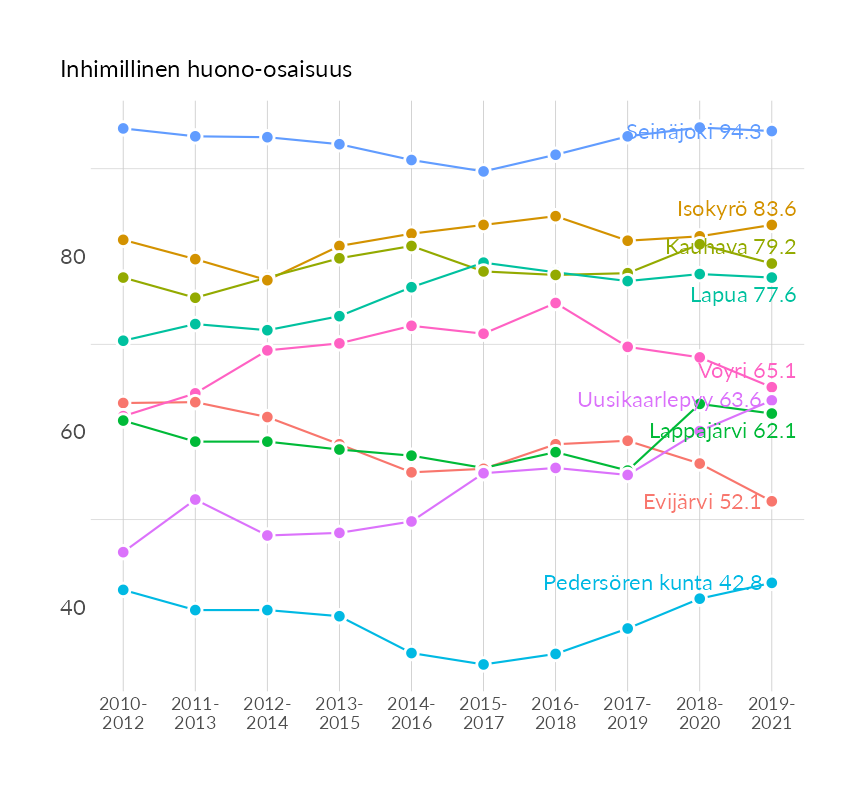 Inhimillinen huono-osaisuus
Seinäjoki 94.3
Isokyrö 83.6
Kauhava 79.2
80
Lapua 77.6
Vöyri 65.1
Uusikaarlepyy 63.6
60
Lappajärvi 62.1
Evijärvi 52.1
Pedersören kunta 42.8
40
2010- 2011- 2012- 2013- 2014- 2015- 2016- 2017- 2018- 2019-
2012 2013 2014 2015 2016 2017 2018 2019 2020 2021